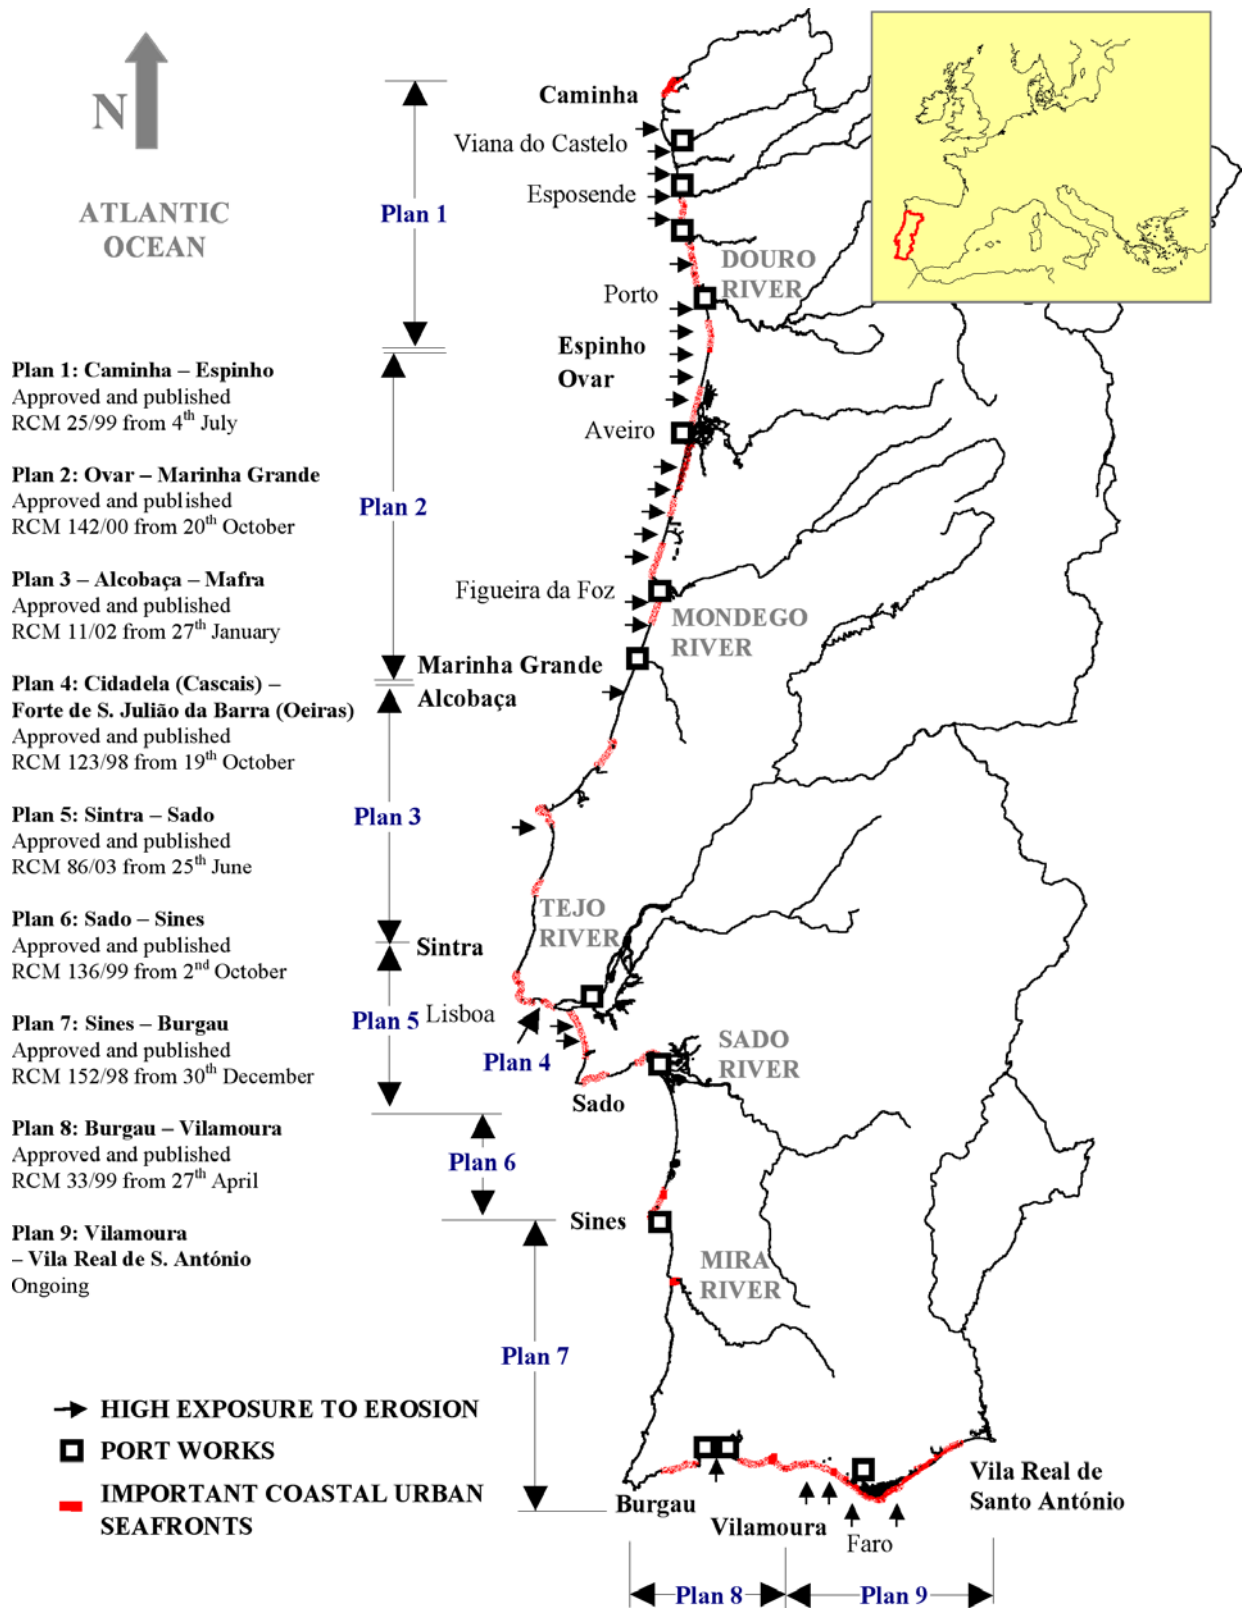 N
ATLANTIC
OCEAN
Plan 1: Caminha – Espinho
Approved and published
RCM 25/99 from 4th July
Plan 2: Ovar – Marinha Grande
Approved and published
RCM 142/00 from 20th October
Plan 3 – Alcobaça – Mafra
Approved and published
RCM 11/02 from 27th January
Plan 4: Cidadela (Cascais) –
Forte de S. Julião da Barra (Oeiras)
Approved and published
RCM 123/98 from 19th October
Plan 5: Sintra – Sado
Approved and published
RCM 86/03 from 25th June
Plan 6: Sado – Sines
Approved and published
RCM 136/99 from 2nd October
Plan 7: Sines – Burgau
Approved and published
RCM 152/98 from 30th December
Plan 8: Burgau – Vilamoura
Approved and published
RCM 33/99 from 27th April
Plan 9: Vilamoura
– Vila Real de S. António
Ongoing
HIGH EXPOSURE TO EROSION
PORT WORKS
IMPORTANT COASTAL URBAN
SEAFRONTS
Plan 1
Plan 2
Plan 3
Plan 5
Plan 4
Plan 6
Plan 7
Plan 8
Plan 9
Caminha
Viana do Castelo
Esposende
DOURO
RIVER
Porto
Espinho
Ovar
Aveiro
Figueira da Foz
MONDEGO
RIVER
Marinha Grande
Alcobaça
TEJO
RIVER
Sintra
Lisboa
SADO
RIVER
Sado
Sines
MIRA
RIVER
Burgau
Vilamoura
Faro
Vila Real de
Santo António